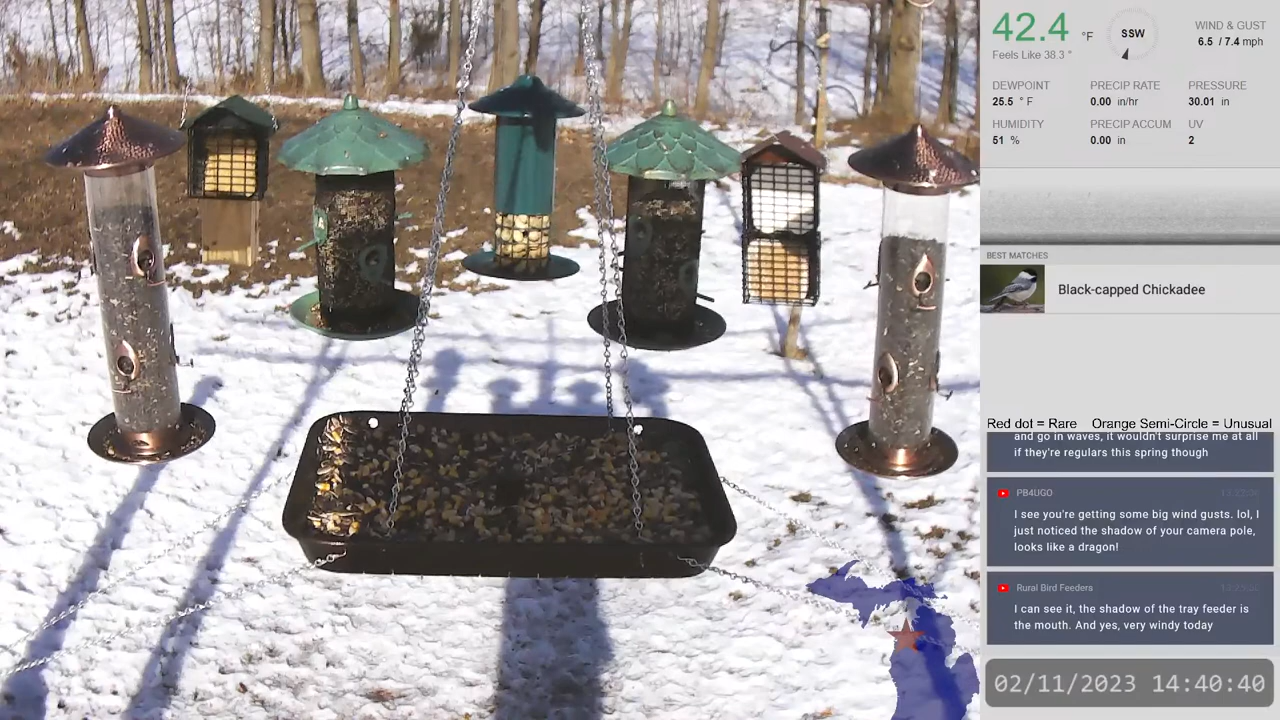 42.4 °F
Feels Like 38.3 °
SSW
WIND & GUST
6.5 / 7.4 mph
DEWPOINT
25.5 ° F
PRECIP RATE
0.00 in/hr
PRESSURE
30.01 in
HUMIDITY
51 %
PRECIP ACCUM
0.00 in
UV
2
BEST MATCHES
Black-capped Chickadee
Red dot = Rare Orange Semi-Circle = Unusual
and go in waves, it wouldn't surprise me at all
if they're regulars this spring though
PB4UGO
I see you're getting some big wind gusts. lol, I
just noticed the shadow of your camera pole,
looks like a dragon!
Rural Bird Feeders
I can see it, the shadow of the tray feeder is
the mouth. And yes, very windy today
02/11/2023 14:40:40